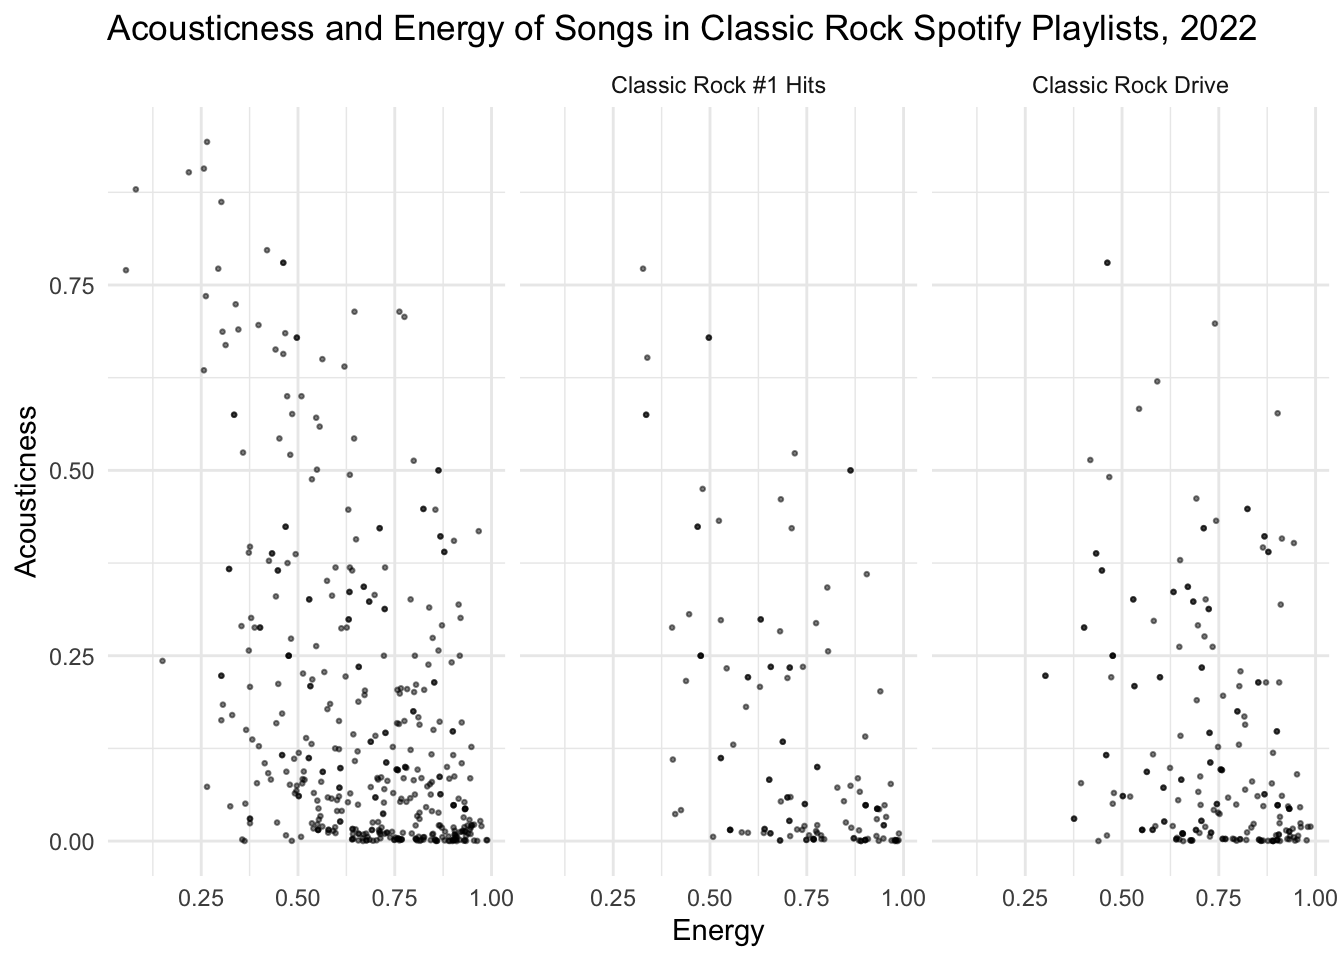 Acousticness and Energy of Songs in Classic Rock Spotify Playlists, 2022
Classic Rock #1 Hits
Classic Rock Drive
Acousticness
0.75
0.50
0.25
0.00
0.25 0.50 0.75 1.00
0.25 0.50 0.75 1.00
0.25 0.50 0.75 1.00
Energy